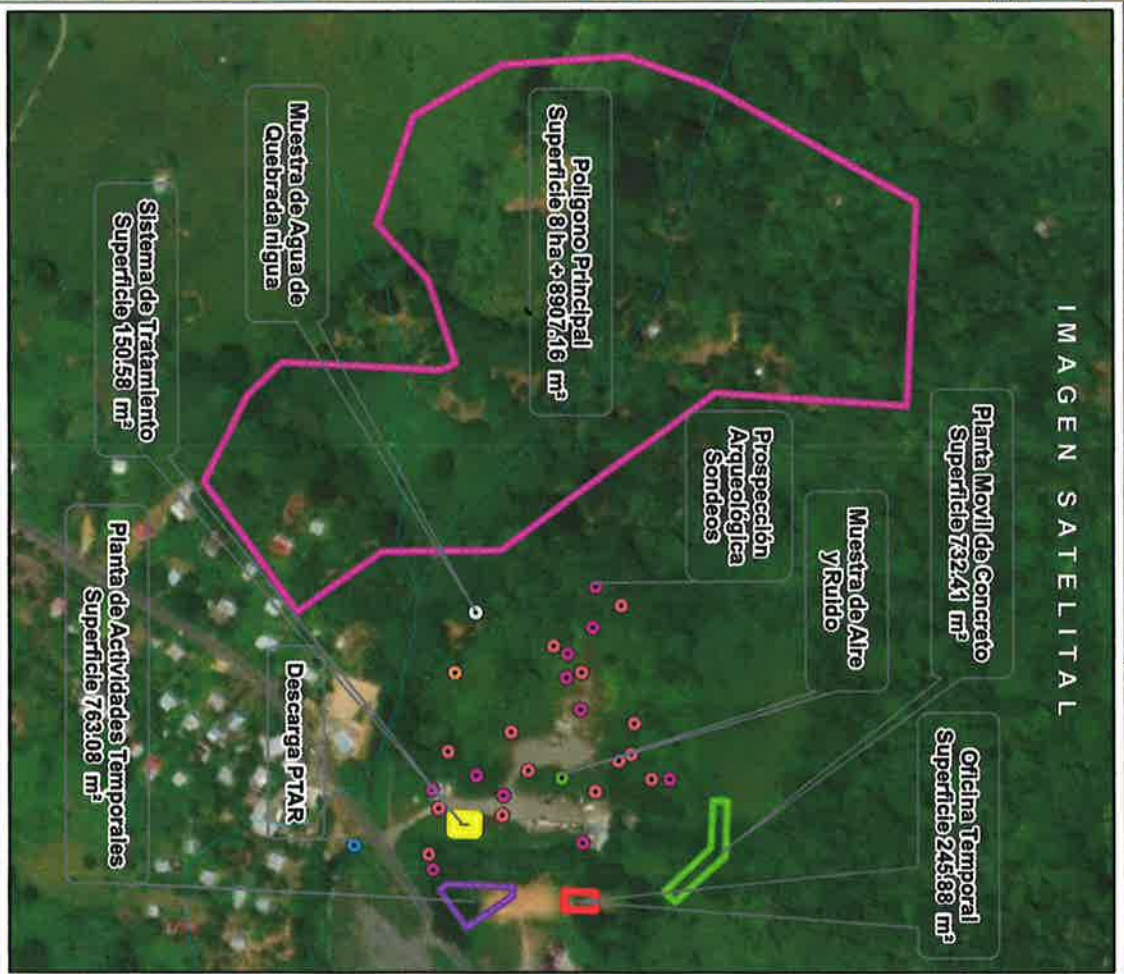 IMAGEN SATELITAL
Planta Movil de Concreto
Superficie 732.41 m²
Oficina Temporal
Superficie 245.88 m²
Muestra de Aire
y Ruido
Prospección
Arqueológica
Sondeos
Poligono Principal
Superficie 8 ha + 8907.16 m²
Muestra de Agua de
Quebrada nigua
Descarga PTAR
Sistema de Tratamiento
Superficie 150.58 m²
Planta de Actividades Temporales
Superficie 763.08 m²